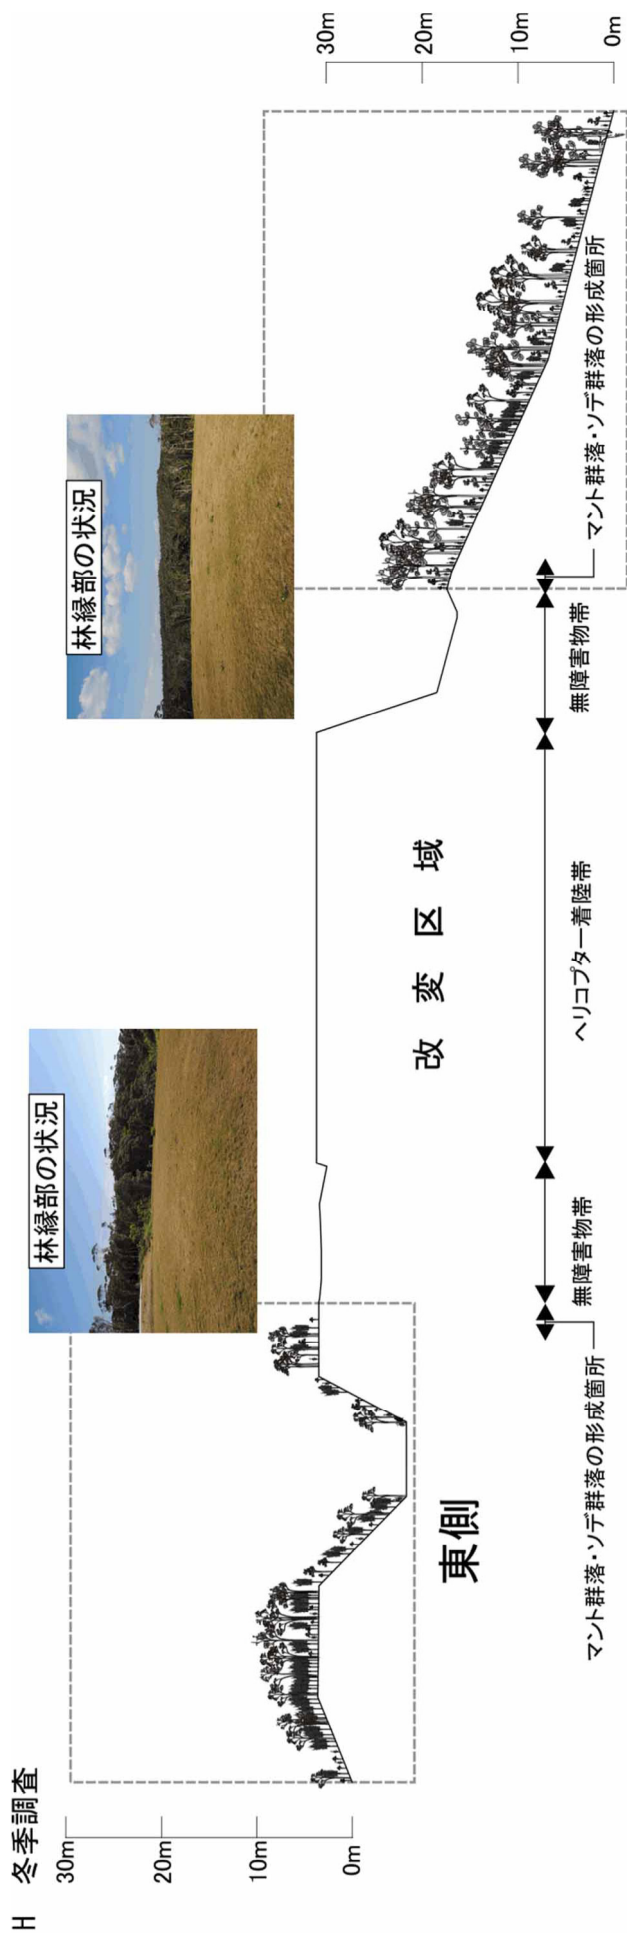 H　冬季調査
30m
20m
10m
0m
林縁部の状況
林縁部の状況
30m
20m
10m
0m
東側
改 変 区 域
マント群落・ソデ群落の形成箇所
無障害物帯
ヘリコプター着陸帯
無障害物帯
マント群落・ソデ群落の形成箇所